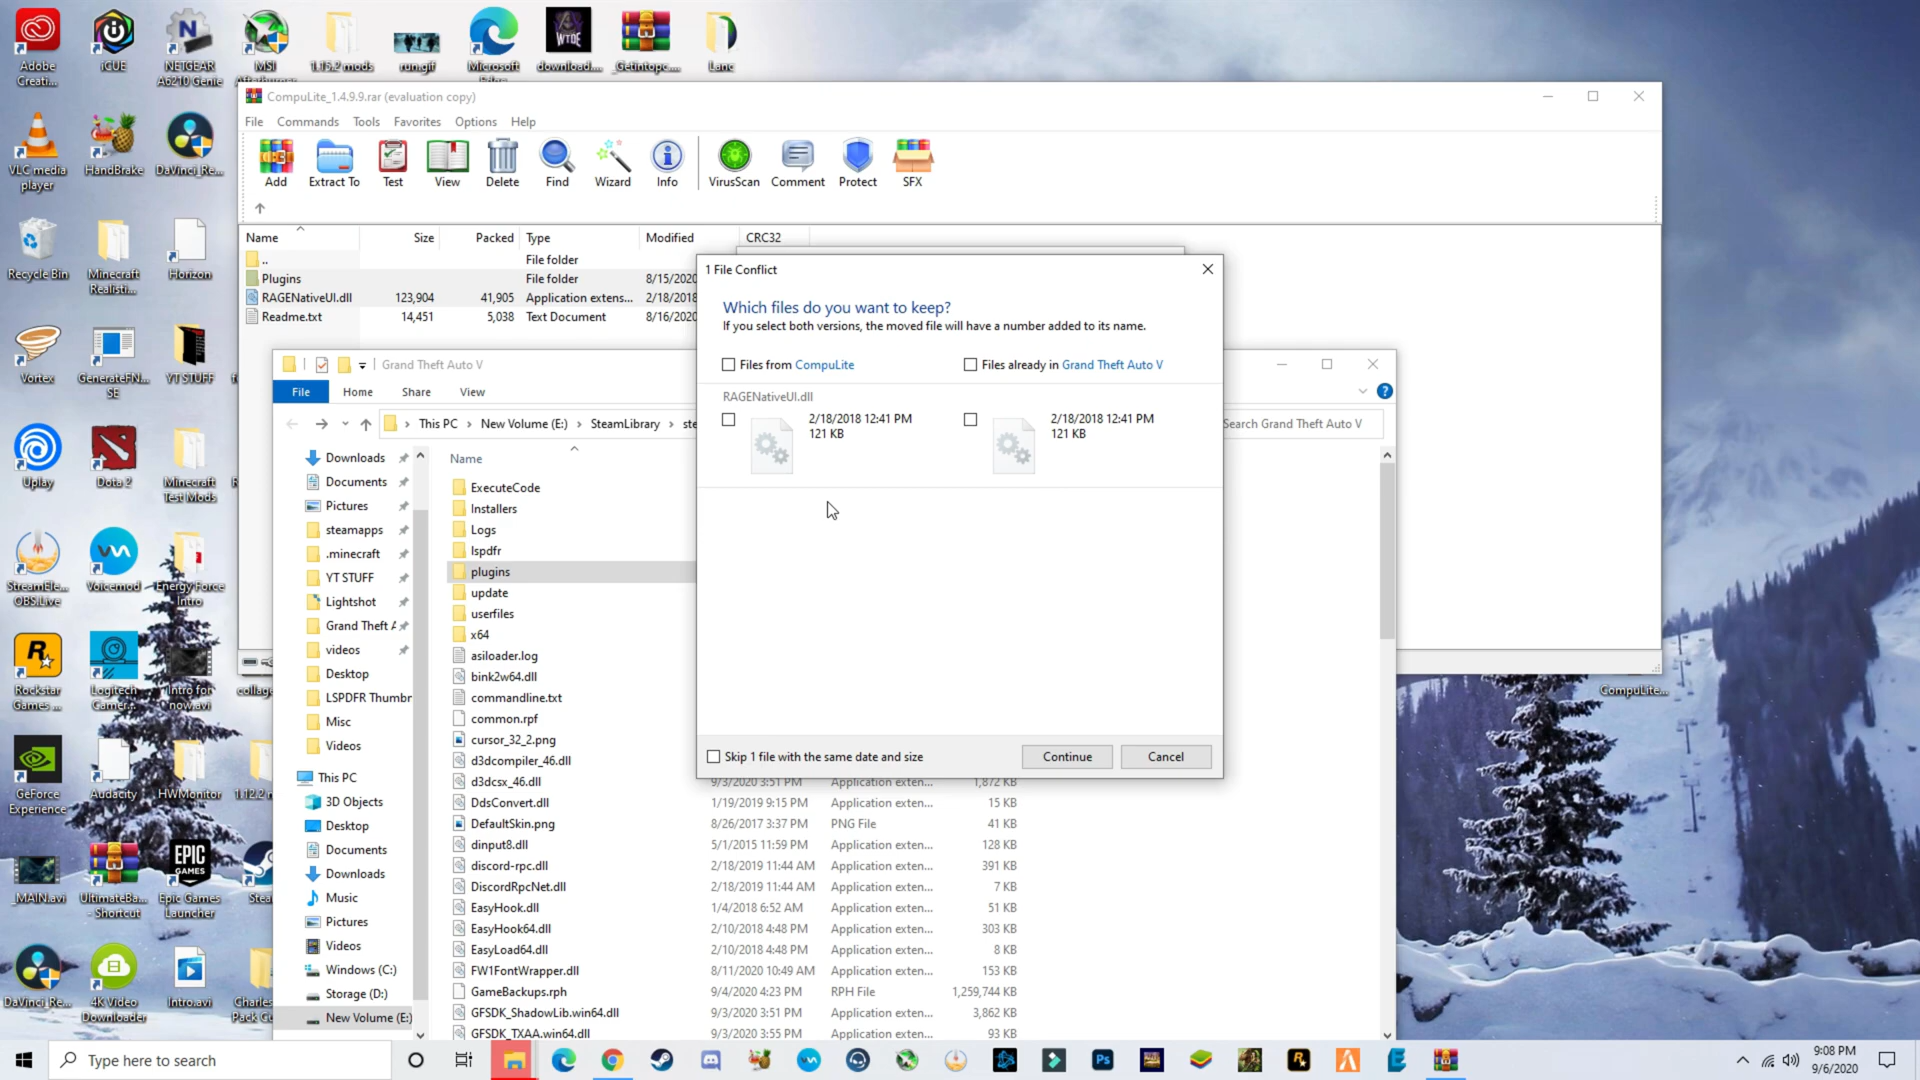 Adobe
Creati...
iCUE
NETGEAR
A6210 Genie
MSI
Afterburner
1.15.2 mods
run.gif
Microsoft
Edge
WTDE
download....
_Getintopc....
Lane
VLC media
player
HandBrake
DaVinci_Re...
Recycle Bin
Minecraft
Realisti...
Horizon
Vortex
GenerateFN...
SE
YT STUFF
Uplay
Dota 2
Minecraft
Test Mods
StreamEle...
OBS.Live
Voicemod
Energy Force
Intro
Rockstar
Games ...
Logitech
Gamer...
Intro for
now.avi
collage
GeForce
Experience
Audacity
HWMonitor
1.12.2 m
_MAIN.avi
UltimateBa...
- Shortcut
EPIC
GAMES
Epic Games
Launcher
Stea
DaVinci_Re...
4K Video
Downloader
Intro.avi
Charles
Pack Ge
CompuLite...
CompuLite_1.4.9.9.rar (evaluation copy)
File Commands Tools Favorites Options Help
Add Extract To Test View Delete Find Wizard Info VirusScan Comment Protect SFX
Name Size Packed Type Modified CRC32
.. File folder
Plugins File folder 8/15/2020
RAGENativeUI.dll 123,904 41,905 Application extens... 2/18/2018
Readme.txt 14,451 5,038 Text Document 8/16/2020
Grand Theft Auto V
File Home Share View
This PC New Volume (E:) SteamLibrary ste
Search Grand Theft Auto V
Downloads
Documents
Pictures
steamapps
.minecraft
YT STUFF
Lightshot
Grand Theft A
videos
Desktop
LSPDFR Thumbr
Misc
Videos
This PC
3D Objects
Desktop
Documents
Downloads
Music
Pictures
Videos
Windows (C:)
Storage (D:)
New Volume (E:)
Name
ExecuteCode
Installers
Logs
lspdfr
plugins
update
userfiles
x64
asiloader.log
bink2w64.dll
commandline.txt
common.rpf
cursor_32_2.png
d3dcompiler_46.dll
d3dcsx_46.dll 9/3/2020 3:51 PM Application exten... 1,872 KB
DdsConvert.dll 1/19/2019 9:15 PM Application exten... 15 KB
DefaultSkin.png 8/26/2017 3:37 PM PNG File 41 KB
dinput8.dll 5/1/2015 11:59 PM Application exten... 128 KB
discord-rpc.dll 2/18/2019 11:44 AM Application exten... 391 KB
DiscordRpcNet.dll 2/18/2019 11:44 AM Application exten... 7 KB
EasyHook.dll 1/4/2018 6:52 AM Application exten... 51 KB
EasyHook64.dll 2/10/2018 4:48 PM Application exten... 303 KB
EasyLoad64.dll 2/10/2018 4:48 PM Application exten... 8 KB
FW1FontWrapper.dll 8/11/2020 10:49 AM Application exten... 153 KB
GameBackups.rph 9/4/2020 4:23 PM RPH File 1,259,744 KB
GFSDK_ShadowLib.win64.dll 9/3/2020 3:51 PM Application exten... 3,862 KB
GFSDK_TXAA.win64.dll 9/3/2020 3:55 PM Application exten... 93 KB
1 File Conflict
Which files do you want to keep?
If you select both versions, the moved file will have a number added to its name.
Files from CompuLite Files already in Grand Theft Auto V
RAGENativeUI.dll
2/18/2018 12:41 PM 2/18/2018 12:41 PM
121 KB 121 KB
Skip 1 file with the same date and size Continue Cancel
Type here to search
9:08 PM
9/6/2020